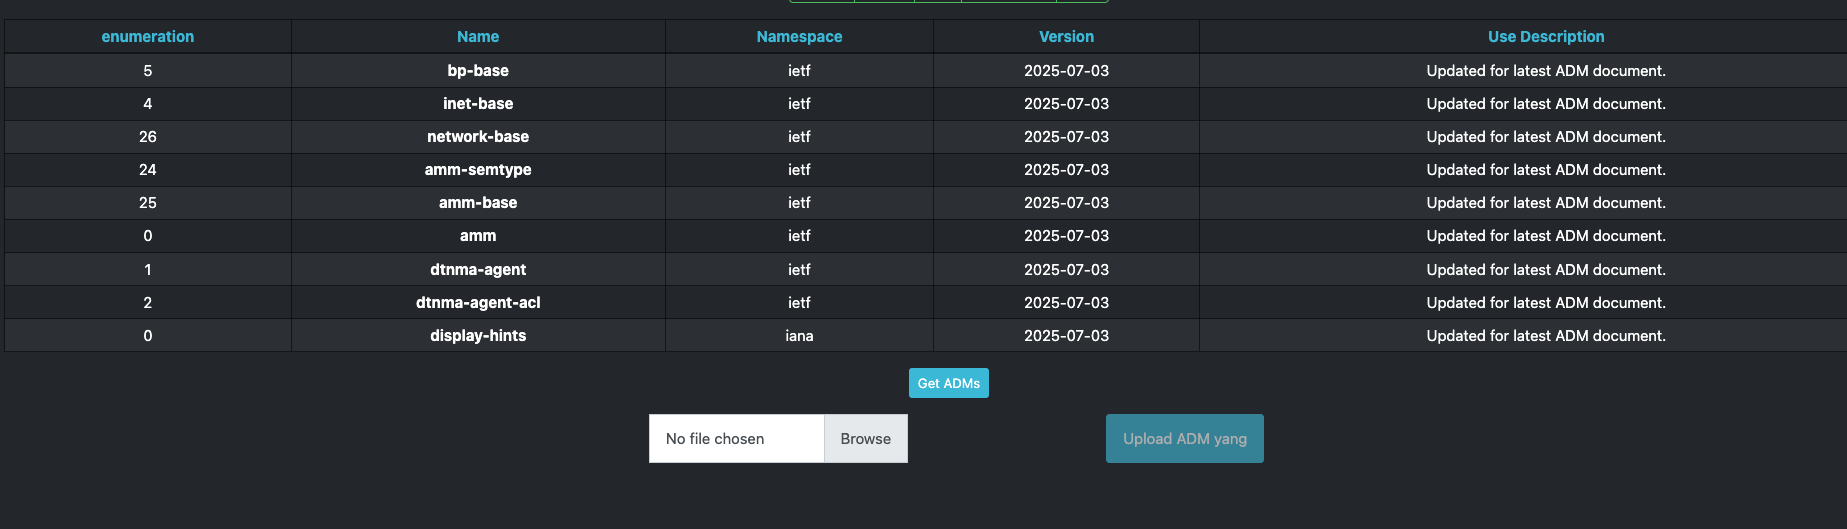 enumeration Name Namespace Version Use Description
5 bp-base ietf 2025-07-03 Updated for latest ADM document.
4 inet-base ietf 2025-07-03 Updated for latest ADM document.
26 network-base ietf 2025-07-03 Updated for latest ADM document.
24 amm-semtype ietf 2025-07-03 Updated for latest ADM document.
25 amm-base ietf 2025-07-03 Updated for latest ADM document.
0 amm ietf 2025-07-03 Updated for latest ADM document.
1 dtnma-agent ietf 2025-07-03 Updated for latest ADM document.
2 dtnma-agent-acl ietf 2025-07-03 Updated for latest ADM document.
0 display-hints iana 2025-07-03 Updated for latest ADM document.
Get ADMs
No file chosen Browse Upload ADM yang